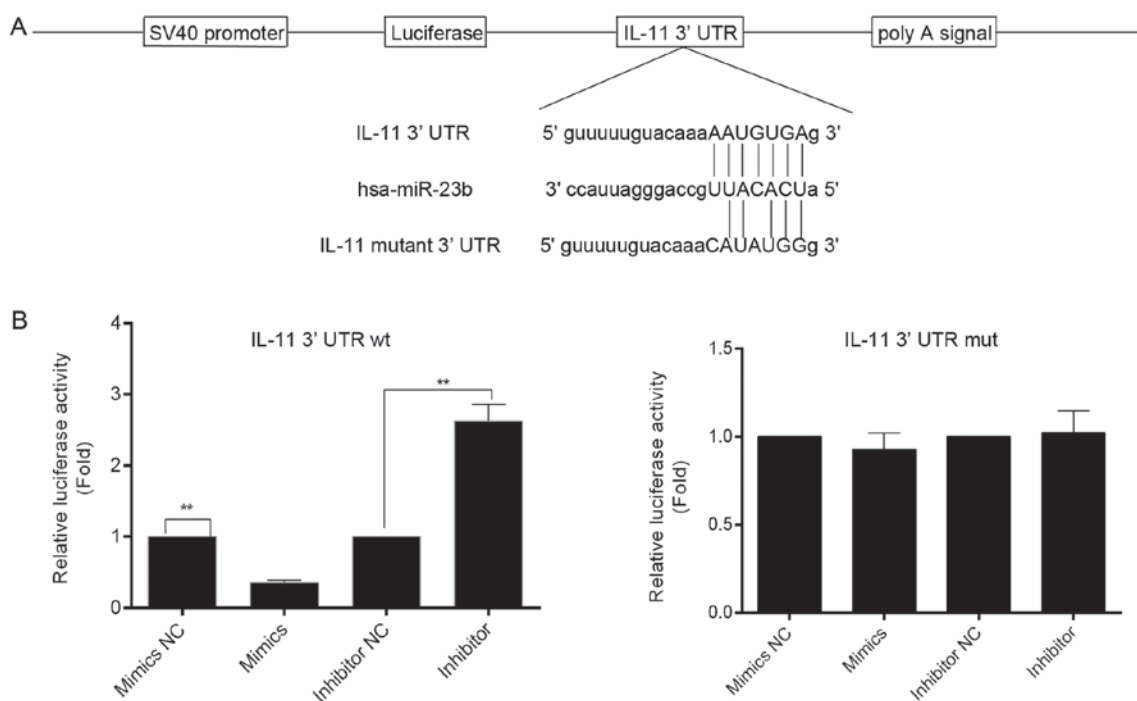 A
SV40 promoter Luciferase IL-11 3' UTR poly A signal
IL-11 3' UTR 5' guuuuuguacaaaAAUGUGAg 3'
hsa-miR-23b 3' ccauuagggaccgUUACACUa 5'
IL-11 mutant 3' UTR 5' guuuuuguacaaaCAUAUGGg 3'
B
IL-11 3' UTR wt
Relative luciferase activity
(Fold)
4
3
2
1
0
**
**
Mimics NC
Mimics
Inhibitor NC
Inhibitor
IL-11 3' UTR mut
Relative luciferase activity
(Fold)
1.5
1.0
0.5
0.0
Mimics NC
Mimics
Inhibitor NC
Inhibitor